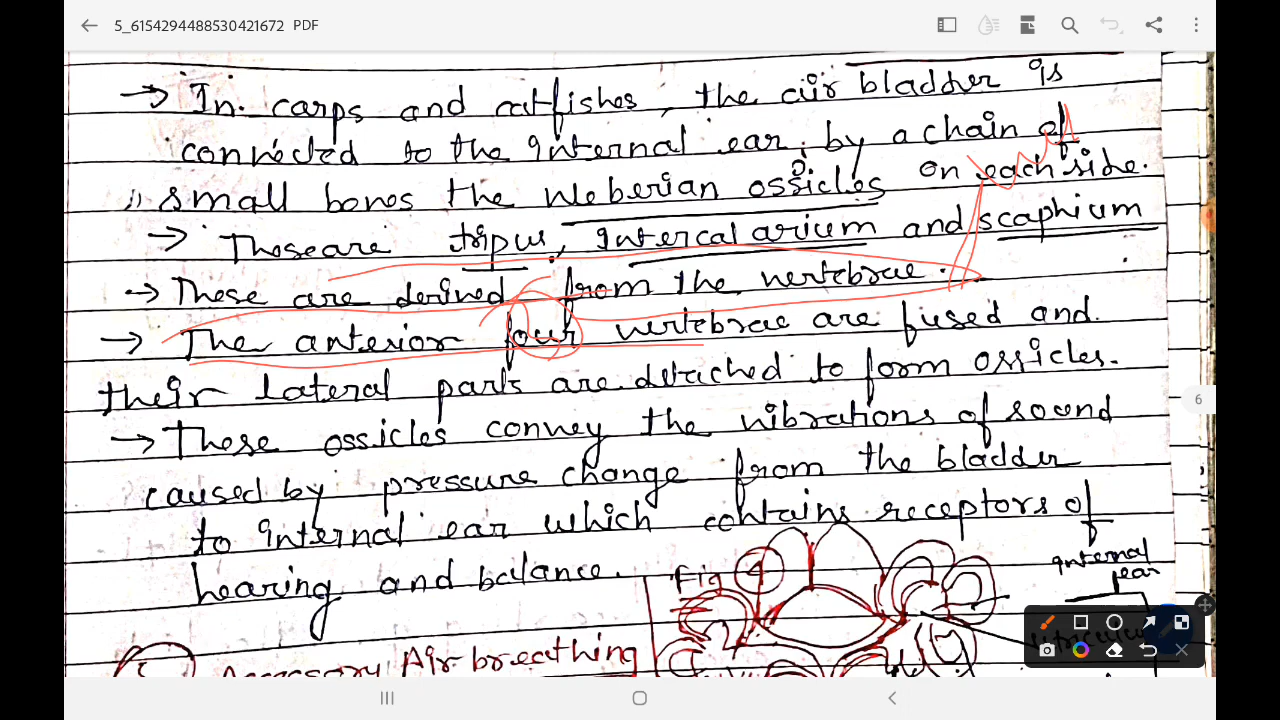 5_6154294488530421672 PDF
→ In carps and catfishes, the air bladder is
connected to the internal ear, by a chain of
small bones the Weberian ossicles on each side.
→ Those are tripus, intercalarium and scaphium
→ These are derived from the vertebrae.
→ The anterior four vertebrae are fused and
their lateral parts are detached to form ossicles.
→ These ossicles convey the vibrations of sound
caused by pressure change from the bladder
to internal ear which contains receptors of
hearing and balance.
Fig
internal
ear
Accessory Air-breathing
6